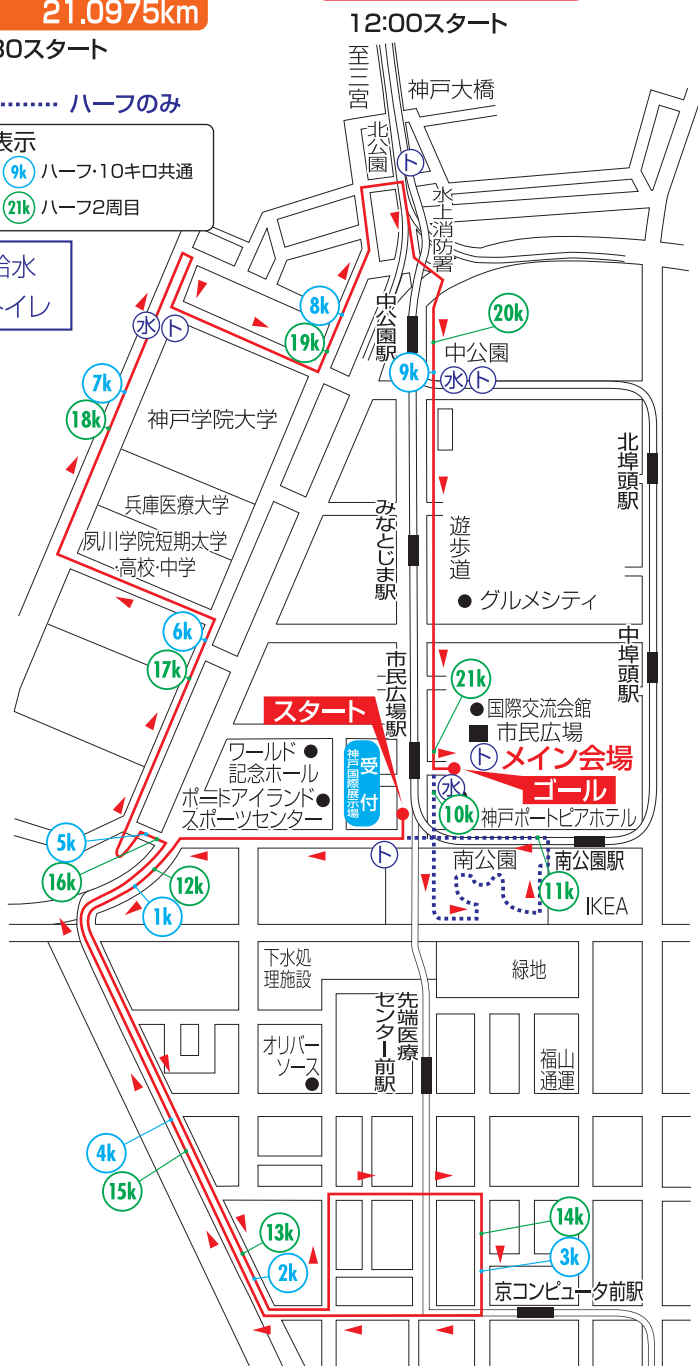 21.0975km
30スタート
12:00スタート
ハーフのみ
表示
9k ハーフ・10キロ共通
21k ハーフ2周目
給水
トイレ
至三宮
神戸大橋
北公園
ト
水上消防署
中公園駅
20k
8k
19k
9k
中公園
水 ト
水 ト
7k
18k
神戸学院大学
北埠頭駅
兵庫医療大学
みなとじま駅
遊歩道
夙川学院短期大学
・高校・中学
グルメシティ
6k
17k
中埠頭駅
市民広場駅
21k
スタート
国際交流会館
市民広場
ワールド
記念ホール
受付
神戸国際展示場
ト メイン会場
ゴール
ポートアイランド
スポーツセンター
水
10k
神戸ポートピアホテル
5k
16k
12k
1k
ト
南公園
南公園駅
11k
IKEA
下水処
理施設
緑地
先端医療
センター前駅
オリバー
ソース
福山
通運
4k
15k
13k
2k
14k
3k
京コンピュータ前駅